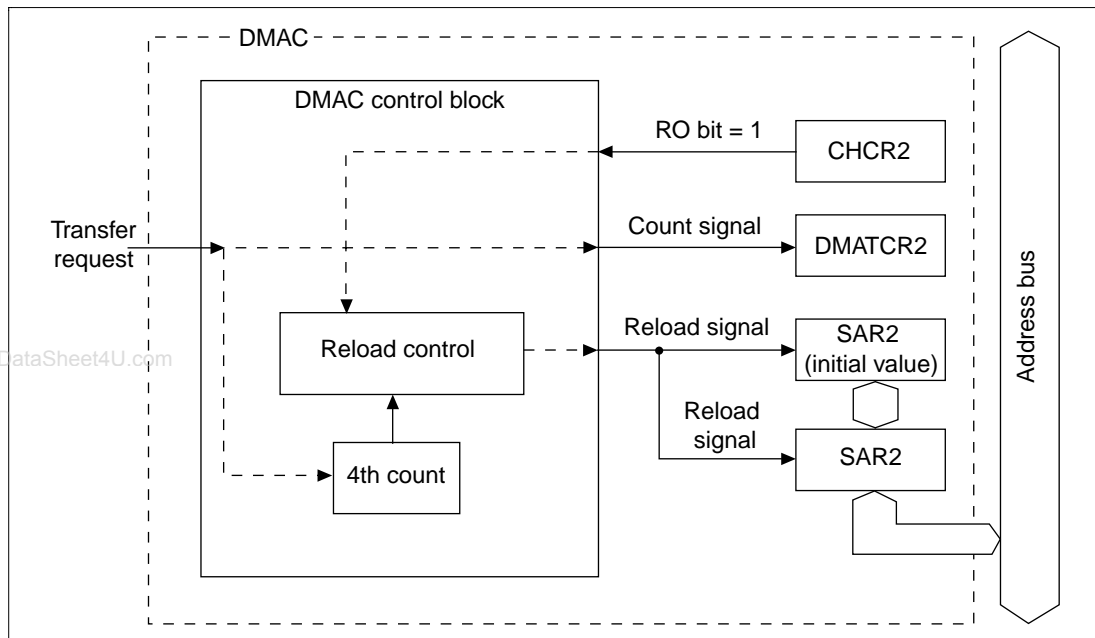 DMAC
DMAC control block
RO bit = 1
CHCR2
Transfer
request
Count signal
DMATCR2
Reload control
Reload signal
SAR2
(initial value)
Reload
signal
SAR2
4th count
Address bus
DataSheet4U.com